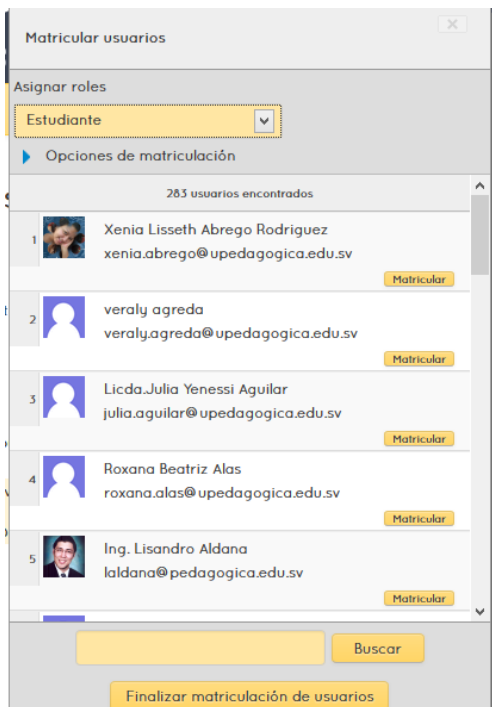 Matricular usuarios
Asignar roles
Estudiante
Opciones de matriculación
283 usuarios encontrados
1
Xenia Lisseth Abrego Rodriguez
xenia.abrego@upedagogica.edu.sv
Matricular
2
veraly agreda
veraly.agreda@upedagogica.edu.sv
Matricular
3
Licda.Julia Yenessi Aguilar
julia.aguilar@upedagogica.edu.sv
Matricular
4
Roxana Beatriz Alas
roxana.alas@upedagogica.edu.sv
Matricular
5
Ing. Lisandro Aldana
laldana@pedagogica.edu.sv
Matricular
Buscar
Finalizar matriculación de usuarios